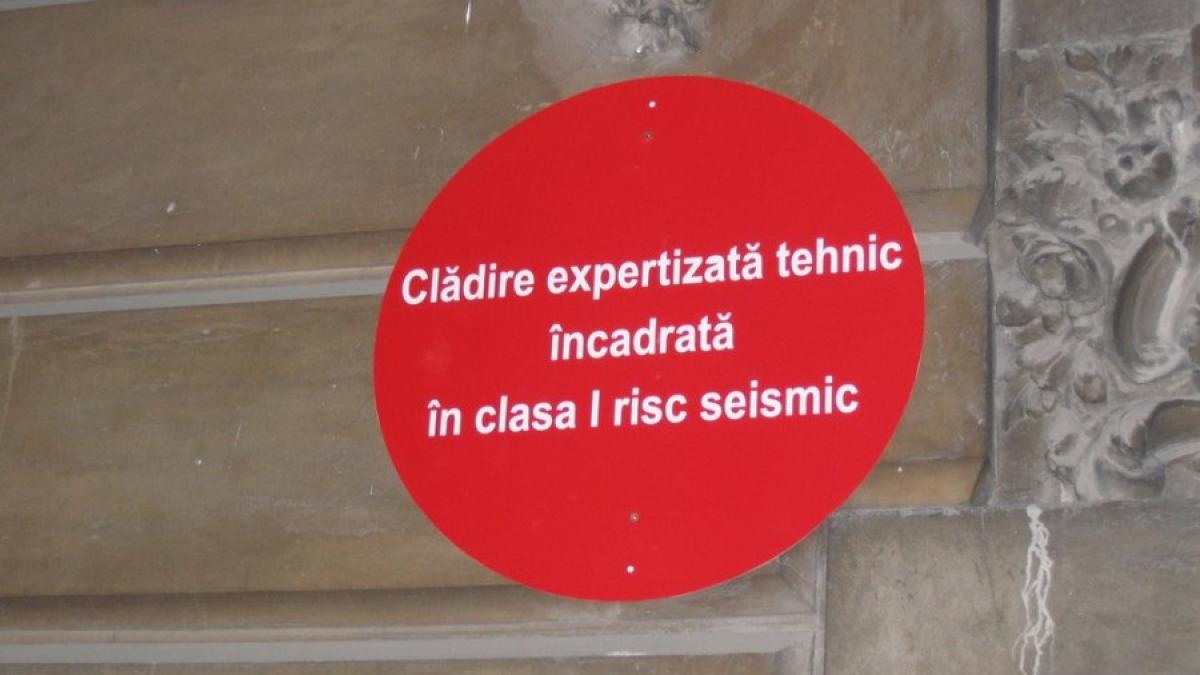 Clădire expertizată tehnic
încadrată
în clasa I risc seismic